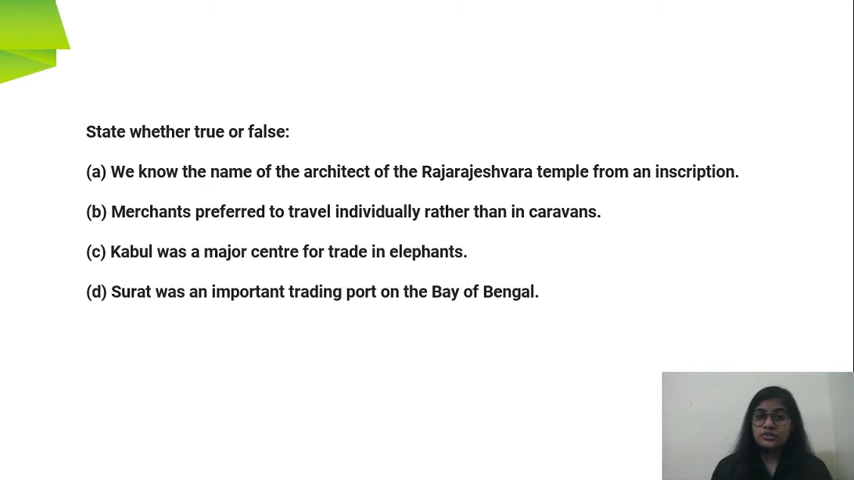 State whether true or false:
(a) We know the name of the architect of the Rajarajeshvara temple from an inscription.
(b) Merchants preferred to travel individually rather than in caravans.
(c) Kabul was a major centre for trade in elephants.
(d) Surat was an important trading port on the Bay of Bengal.